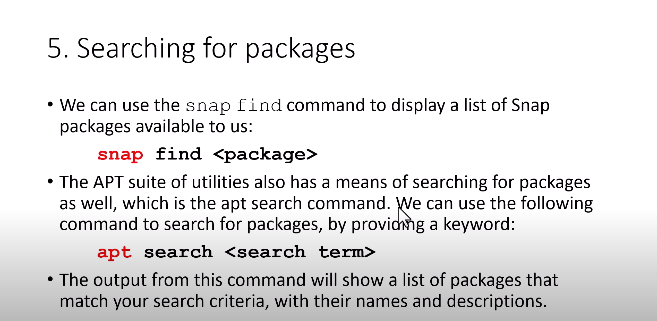 5. Searching for packages
• We can use the snap find command to display a list of Snap
packages available to us:
snap find <package>
• The APT suite of utilities also has a means of searching for packages
as well, which is the apt search command. We can use the following
command to search for packages, by providing a keyword:
apt search <search term>
• The output from this command will show a list of packages that
match your search criteria, with their names and descriptions.